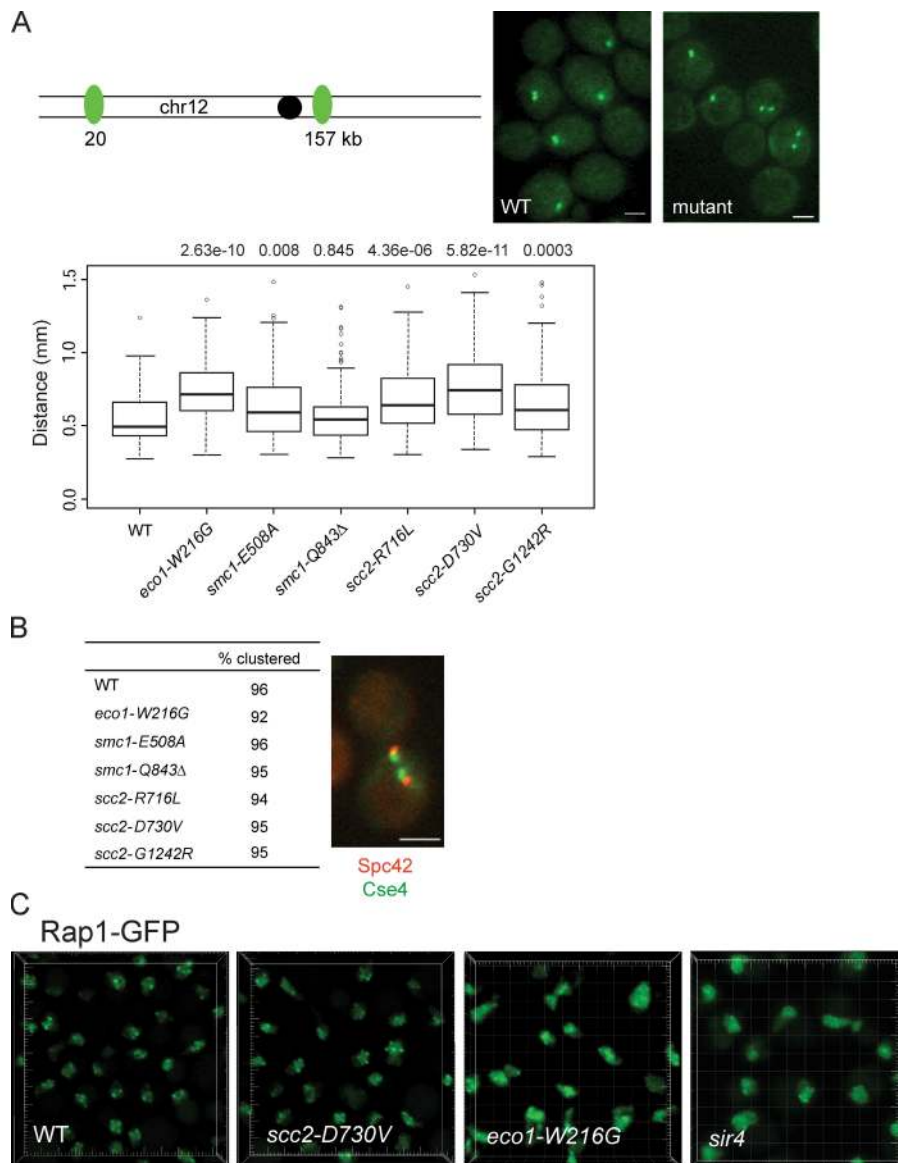 A
chr12
20
157 kb
WT
mutant
2.63e-10 0.008 0.845 4.36e-06 5.82e-11 0.0003
Distance (mm)
1.5
1.0
0.5
0.0
WT
eco1-W216G
smc1-E508A
smc1-Q843Δ
scc2-R716L
scc2-D730V
scc2-G1242R
B
% clustered
WT 96
eco1-W216G 92
smc1-E508A 96
smc1-Q843Δ 95
scc2-R716L 94
scc2-D730V 95
scc2-G1242R 95
Spc42
Cse4
C
Rap1-GFP
WT
scc2-D730V
eco1-W216G
sir4